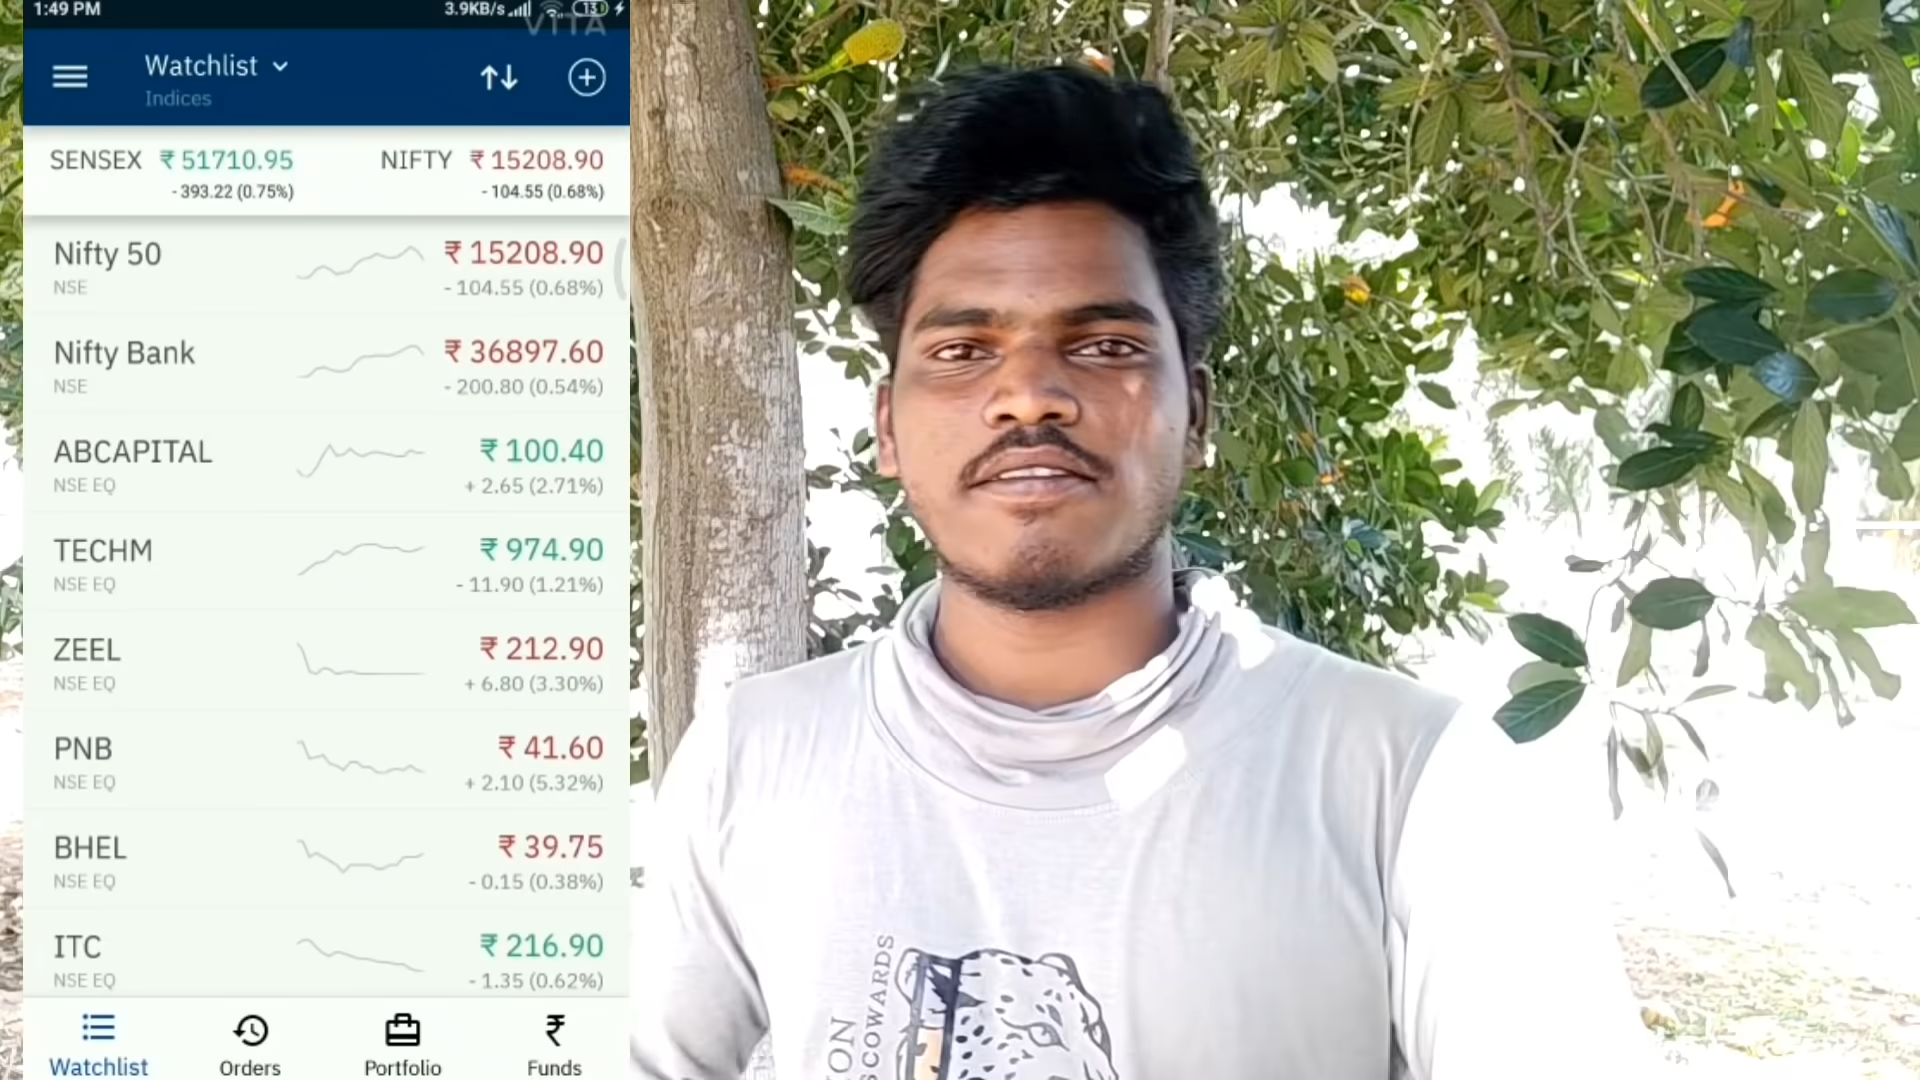 1:49 PM 3.9KB/s 13
VITA
Watchlist
Indices
SENSEX ₹ 51710.95 NIFTY ₹ 15208.90
- 393.22 (0.75%) - 104.55 (0.68%)
Nifty 50 ₹ 15208.90
NSE - 104.55 (0.68%)
Nifty Bank ₹ 36897.60
NSE - 200.80 (0.54%)
ABCAPITAL ₹ 100.40
NSE EQ + 2.65 (2.71%)
TECHM ₹ 974.90
NSE EQ - 11.90 (1.21%)
ZEEL ₹ 212.90
NSE EQ + 6.80 (3.30%)
PNB ₹ 41.60
NSE EQ + 2.10 (5.32%)
BHEL ₹ 39.75
NSE EQ - 0.15 (0.38%)
ITC ₹ 216.90
NSE EQ - 1.35 (0.62%)
Watchlist Orders Portfolio Funds